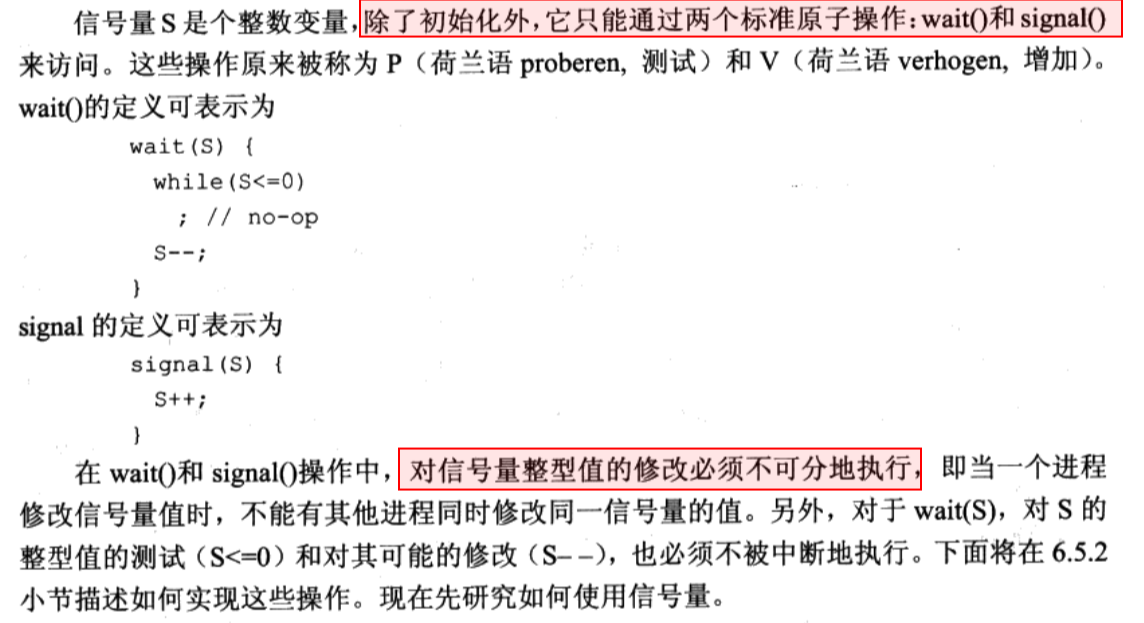 信号量 S 是个整数变量,除了初始化外,它只能通过两个标准原子操作:wait()和 signal()
来访问。这些操作原来被称为 P（荷兰语 proberen, 测试）和 V（荷兰语 verhogen, 增加）。
wait()的定义可表示为
wait(S) {
while(S<=0)
; // no-op
S--;
}
signal 的定义可表示为
signal(S) {
S++;
}
在 wait()和 signal()操作中，对信号量整型值的修改必须不可分地执行，即当一个进程
修改信号量值时，不能有其他进程同时修改同一信号量的值。另外，对于 wait(S)，对 S 的
整型值的测试（S<=0）和对其可能的修改（S– –），也必须不被中断地执行。下面将在 6.5.2
小节描述如何实现这些操作。现在先研究如何使用信号量。